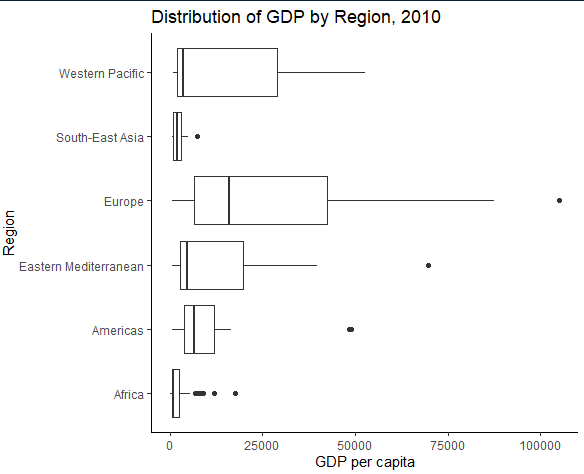 Distribution of GDP by Region, 2010
Western Pacific
South-East Asia
Europe
Eastern Mediterranean
Americas
Africa
Region
0 25000 50000 75000 100000
GDP per capita